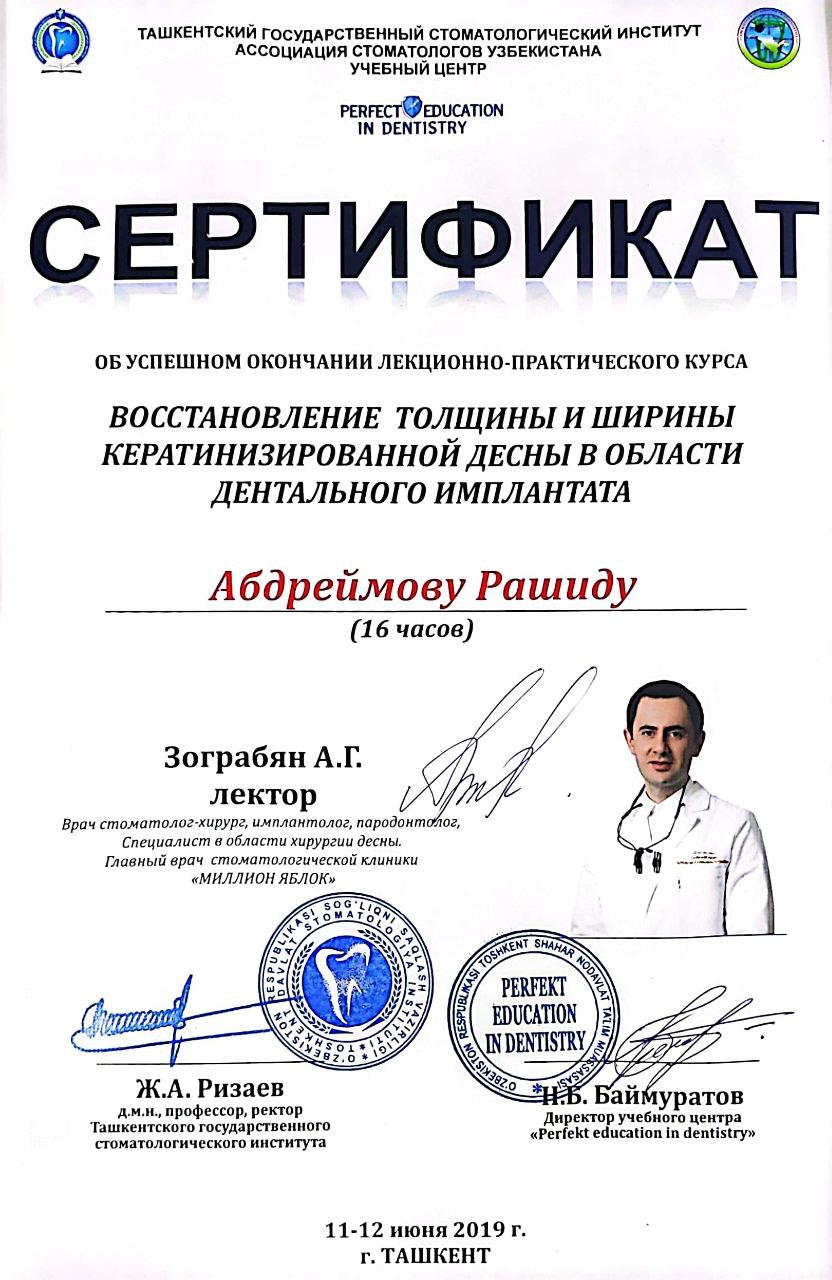 ТАШКЕНТСКИЙ ГОСУДАРСТВЕННЫЙ СТОМАТОЛОГИЧЕСКИЙ ИНСТИТУТ
АССОЦИАЦИЯ СТОМАТОЛОГОВ УЗБЕКИСТАНА
УЧЕБНЫЙ ЦЕНТР
PERFECT EDUCATION
IN DENTISTRY
СЕРТИФИКАТ
ОБ УСПЕШНОМ ОКОНЧАНИИ ЛЕКЦИОННО-ПРАКТИЧЕСКОГО КУРСА
ВОССТАНОВЛЕНИЕ ТОЛЩИНЫ И ШИРИНЫ
КЕРАТИНИЗИРОВАННОЙ ДЕСНЫ В ОБЛАСТИ
ДЕНТАЛЬНОГО ИМПЛАНТАТА
Абдреймову Рашиду
(16 часов)
Зограбян А.Г.
лектор
Врач стоматолог-хирург, имплантолог, пародонтолог,
Специалист в области хирургии десны.
Главный врач стоматологической клиники
«МИЛЛИОН ЯБЛОК»
O'ZBEKISTON RESPUBLIKASI SOG'LIQNI SAQLASH VAZIRLIGI
TOSHKENT DAVLAT STOMATOLOGIYA INSTITUTI
O'ZBEKISTON RESPUBLIKASI TOSHKENT SHAHAR NODAVLAT TA'LIM MUASSASASI
PERFEKT
EDUCATION
IN DENTISTRY
Ж.А. Ризаев
д.м.н., профессор, ректор
Ташкентского государственного
стоматологического института
Н.Б. Баймуратов
Директор учебного центра
«Perfekt education in dentistry»
11-12 июня 2019 г.
г. ТАШКЕНТ